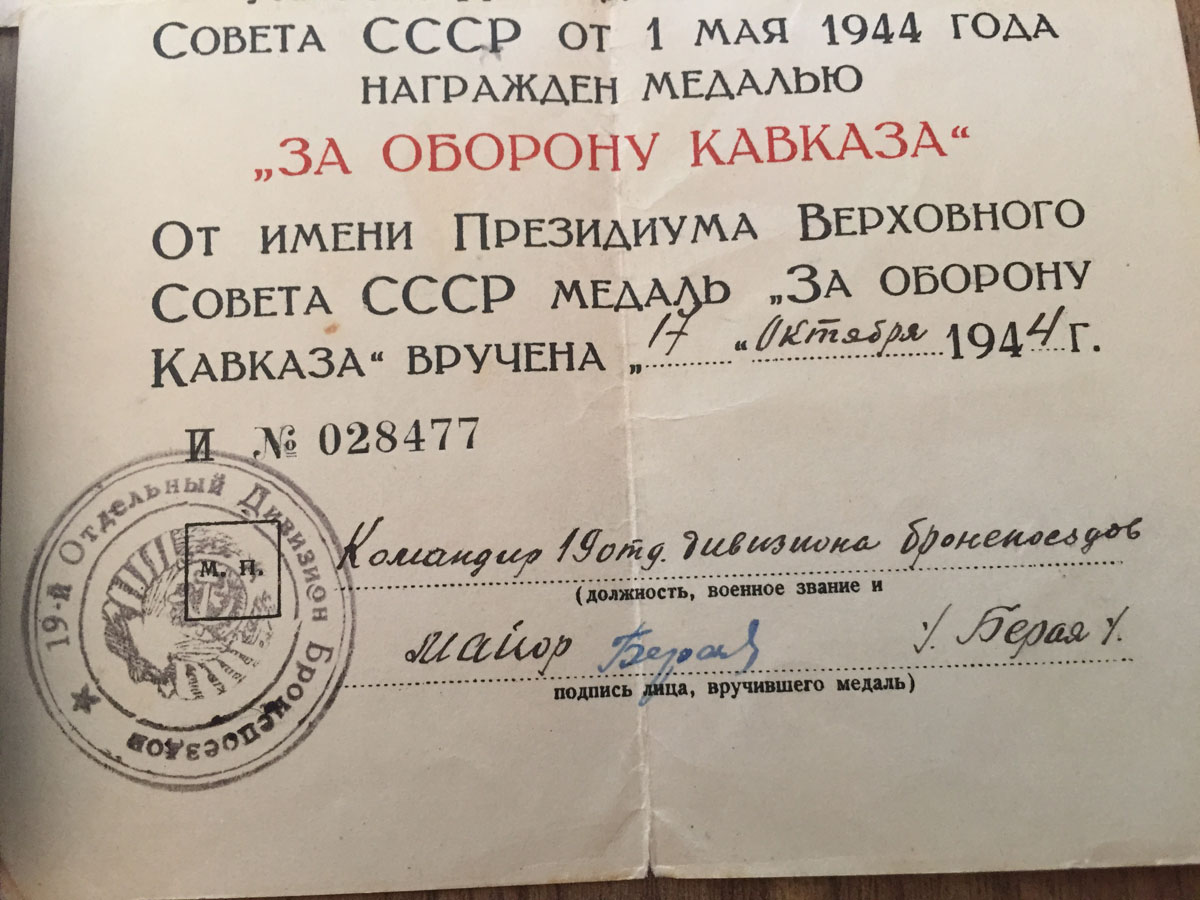 Совета СССР от 1 мая 1944 года
награжден медалью
„За оборону Кавказа“
От имени Президиума Верховного
Совета СССР медаль „За оборону
Кавказа“ вручена „17“ Октября 1944 г.
И № 028477
19-й Отдельный Дивизион Бронепоездов
м. п.
Командир 19 отд. дивизиона бронепоездов
(должность, военное звание и
майор Берая /Берая/.
подпись лица, вручившего медаль)